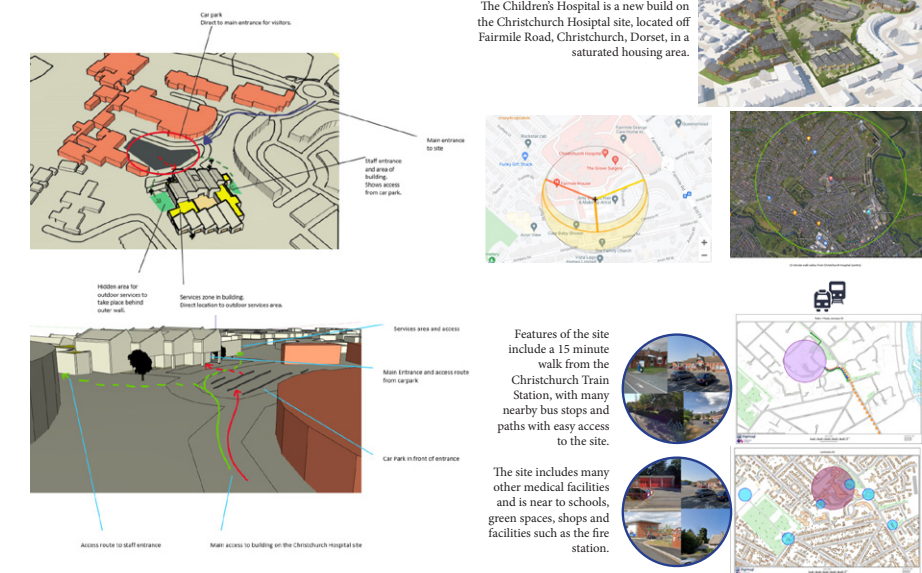 Car park
Direct to main entrance for visitors.
Main entrance
to site
Staff entrance
and area of
building.
Shows access
from car park.
Hidden area for
outdoor services to
take place behind
outer wall.
Services zone in building.
Direct location to outdoor services area.
Services area and access
Main Entrance and access route
from carpark
Car Park in front of entrance
Access route to staff entrance
Main access to building on the Christchurch Hospital site
The Children's Hospital is a new build on
the Christchurch Hosiptal site, located off
Fairmile Road, Christchurch, Dorset, in a
saturated housing area.
Christchurch Hospital
The Grove Surgery
Fairmile House
Features of the site
include a 15 minute
walk from the
Christchurch Train
Station, with many
nearby bus stops and
paths with easy access
to the site.
The site includes many
other medical facilities
and is near to schools,
green spaces, shops and
facilities such as the fire
station.